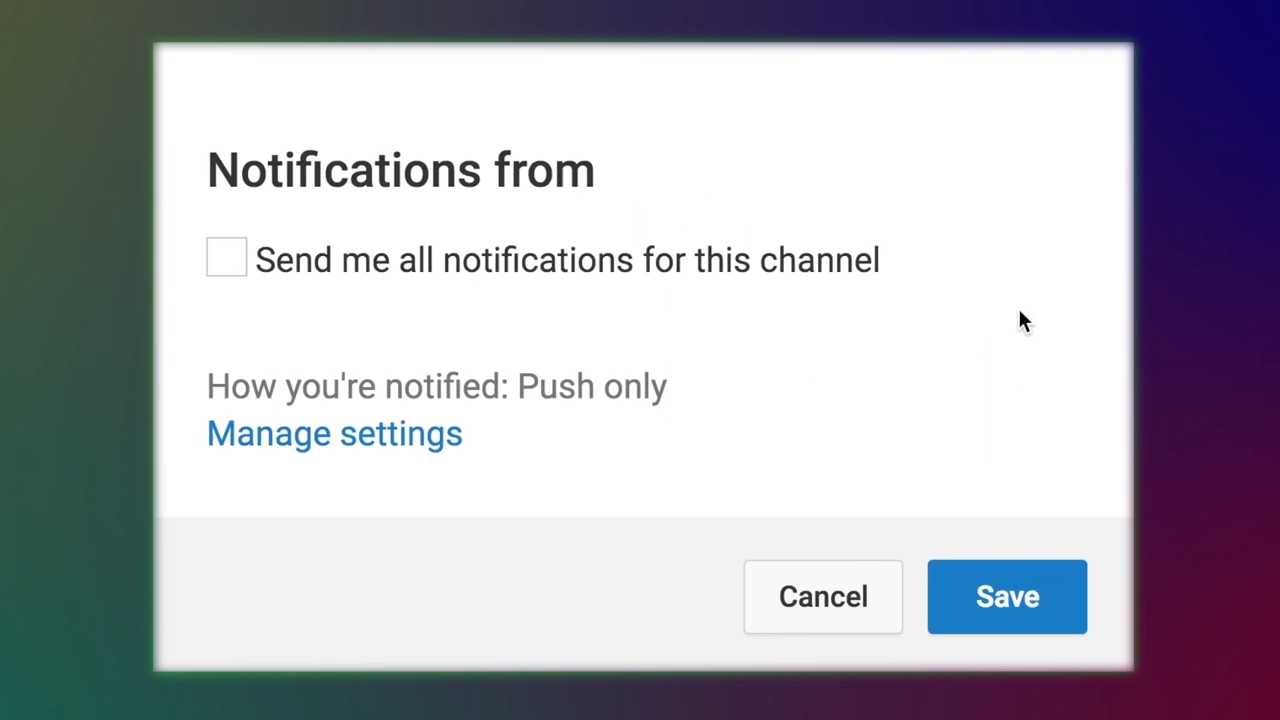 Notifications from
Send me all notifications for this channel
How you're notified: Push only
Manage settings
Cancel Save